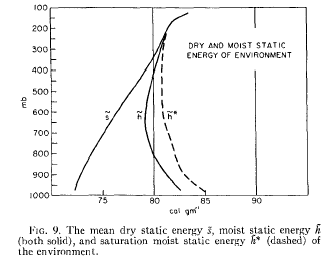 100
200
300
400
500
600
700
800
900
1000
mb
DRY AND MOIST STATIC
ENERGY OF ENVIRONMENT
s̃
h̃
h̃*
75
80
85
90
95
cal gm⁻¹
FIG. 9. The mean dry static energy s̃, moist static energy h̃
(both solid), and saturation moist static energy h̃* (dashed) of
the environment.